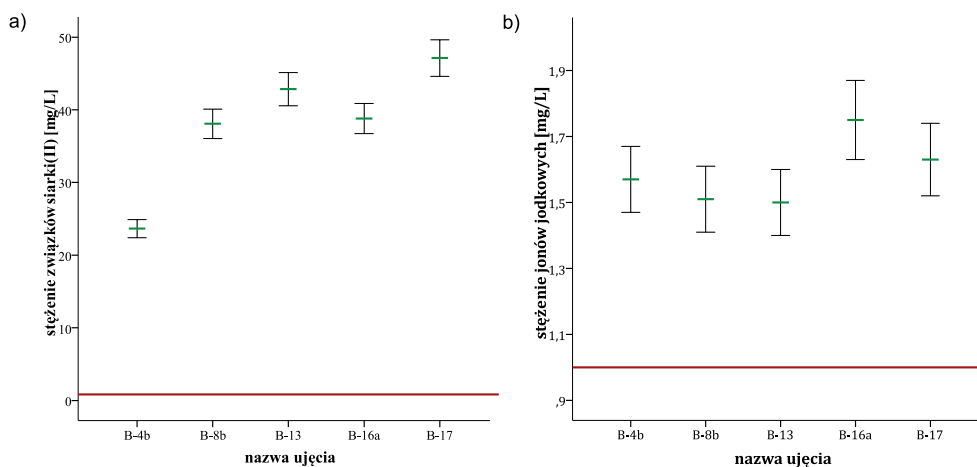 a)
stężenie związków siarki(II) [mg/L]
50
40
30
20
10
0
B-4b B-8b B-13 B-16a B-17
nazwa ujęcia
b)
stężenie jonów jodkowych [mg/L]
1,9
1,7
1,5
1,3
1,1
,9
B-4b B-8b B-13 B-16a B-17
nazwa ujęcia